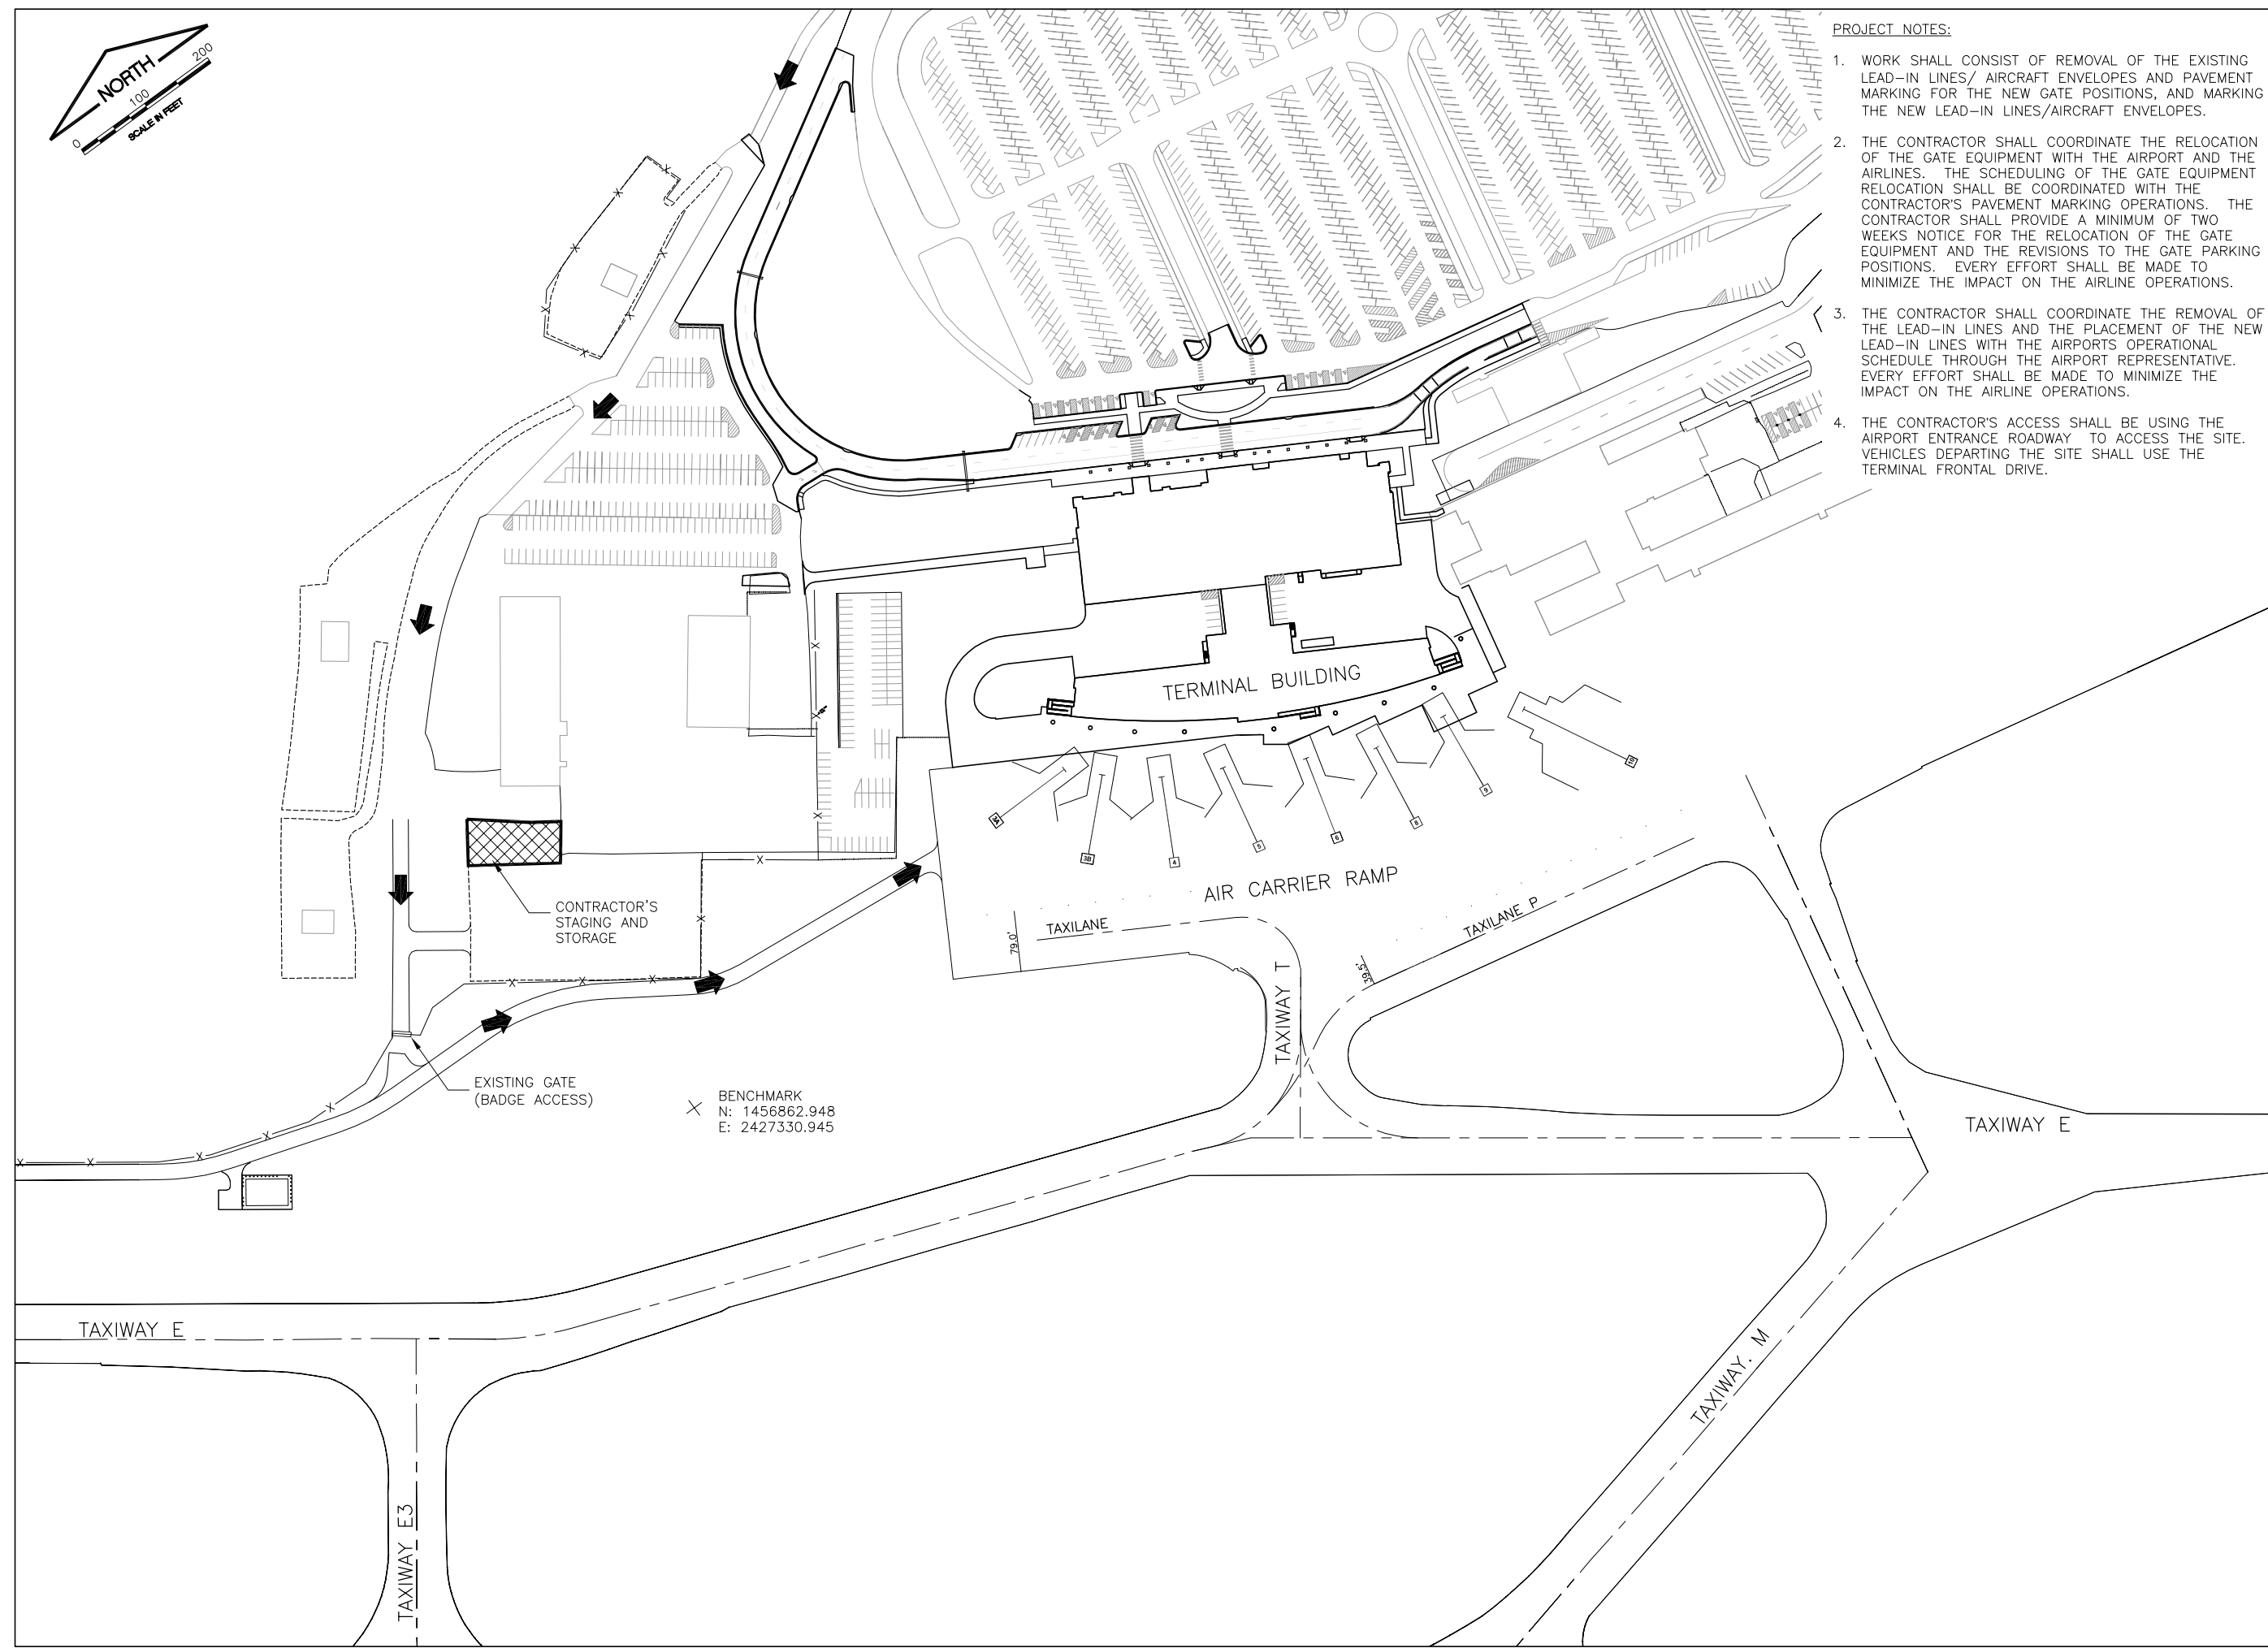 NORTH
0 100 200
SCALE IN FEET
PROJECT NOTES:
1. WORK SHALL CONSIST OF REMOVAL OF THE EXISTING
LEAD-IN LINES/ AIRCRAFT ENVELOPES AND PAVEMENT
MARKING FOR THE NEW GATE POSITIONS, AND MARKING
THE NEW LEAD-IN LINES/AIRCRAFT ENVELOPES.
2. THE CONTRACTOR SHALL COORDINATE THE RELOCATION
OF THE GATE EQUIPMENT WITH THE AIRPORT AND THE
AIRLINES. THE SCHEDULING OF THE GATE EQUIPMENT
RELOCATION SHALL BE COORDINATED WITH THE
CONTRACTOR'S PAVEMENT MARKING OPERATIONS. THE
CONTRACTOR SHALL PROVIDE A MINIMUM OF TWO
WEEKS NOTICE FOR THE RELOCATION OF THE GATE
EQUIPMENT AND THE REVISIONS TO THE GATE PARKING
POSITIONS. EVERY EFFORT SHALL BE MADE TO
MINIMIZE THE IMPACT ON THE AIRLINE OPERATIONS.
3. THE CONTRACTOR SHALL COORDINATE THE REMOVAL OF
THE LEAD-IN LINES AND THE PLACEMENT OF THE NEW
LEAD-IN LINES WITH THE AIRPORTS OPERATIONAL
SCHEDULE THROUGH THE AIRPORT REPRESENTATIVE.
EVERY EFFORT SHALL BE MADE TO MINIMIZE THE
IMPACT ON THE AIRLINE OPERATIONS.
4. THE CONTRACTOR'S ACCESS SHALL BE USING THE
AIRPORT ENTRANCE ROADWAY TO ACCESS THE SITE.
VEHICLES DEPARTING THE SITE SHALL USE THE
TERMINAL FRONTAL DRIVE.
TERMINAL BUILDING
3A
3B
4
5
6
8
9
10
AIR CARRIER RAMP
CONTRACTOR'S
STAGING AND
STORAGE
79.0'
TAXILANE
TAXILANE P
39.5'
TAXIWAY T
EXISTING GATE
(BADGE ACCESS)
BENCHMARK
N: 1456862.948
E: 2427330.945
TAXIWAY E
TAXIWAY E
TAXIWAY. M
TAXIWAY E3